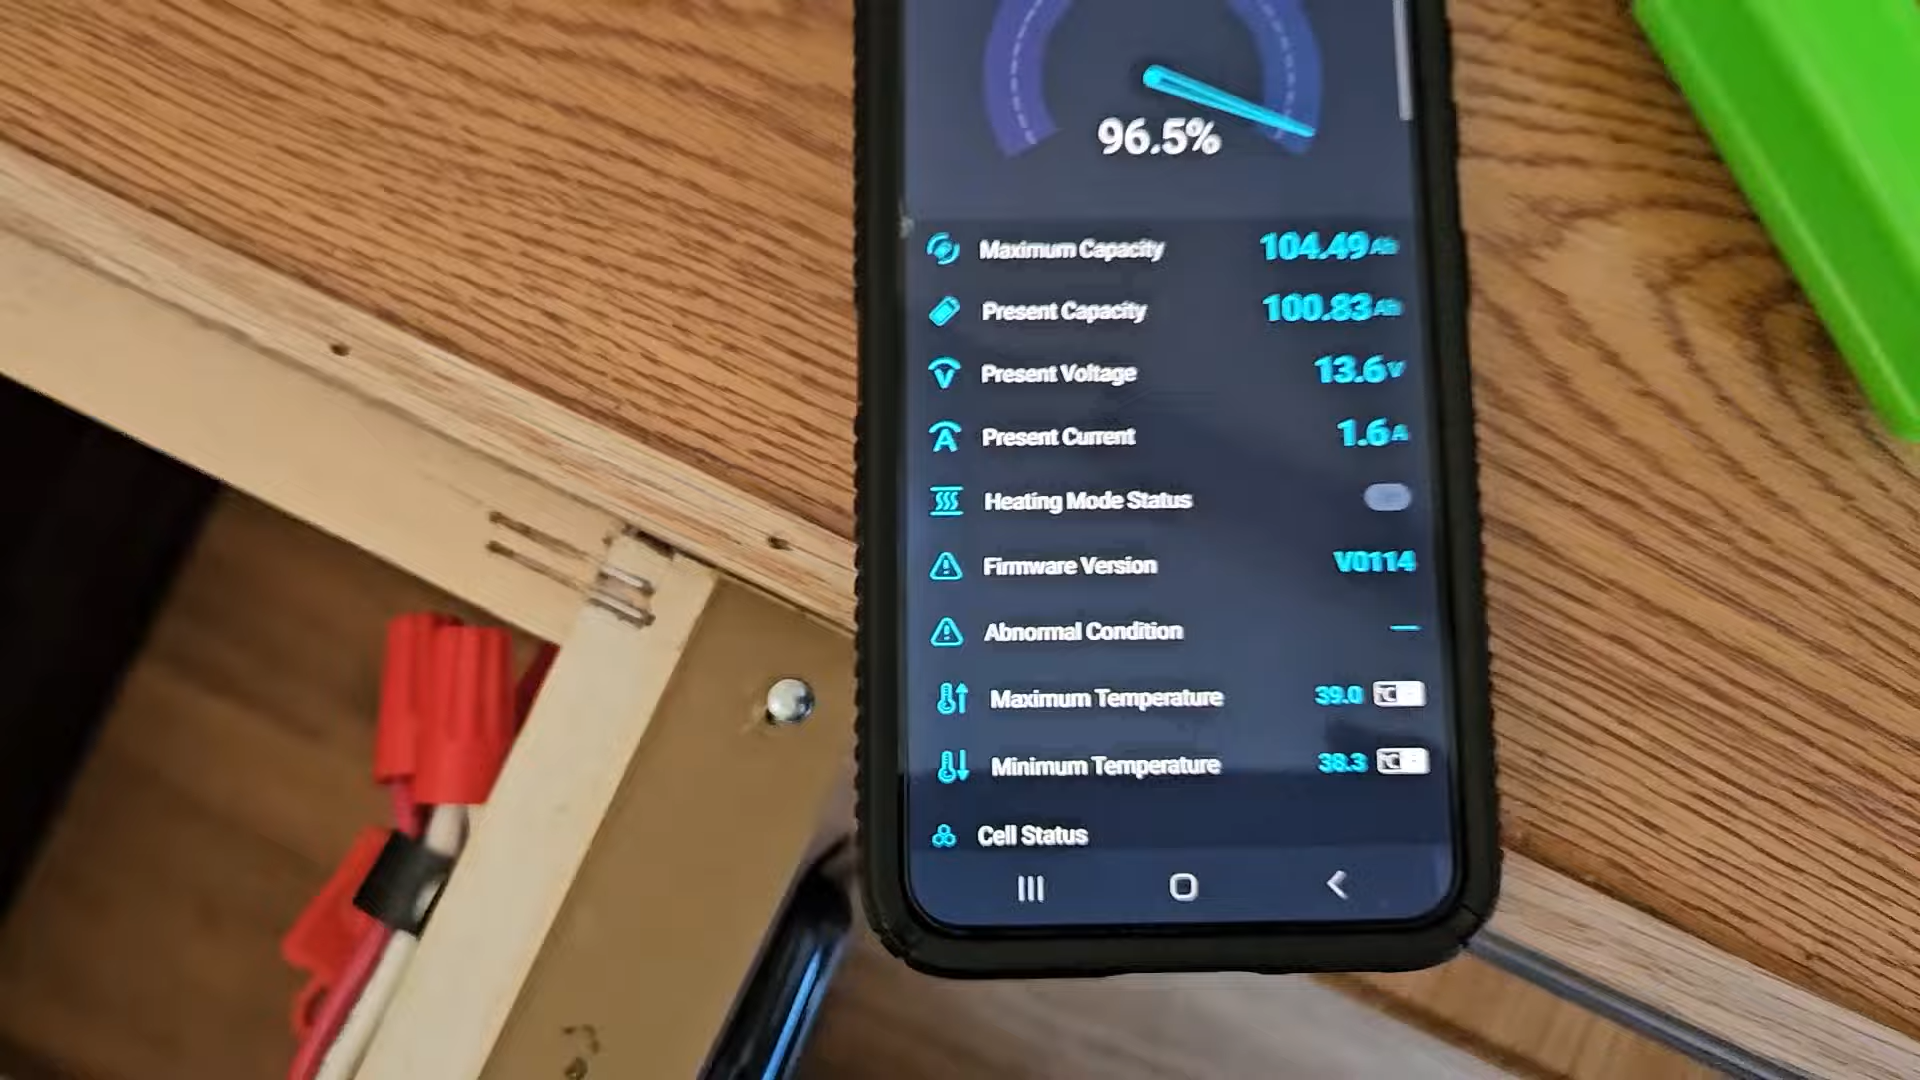 96.5%
Maximum Capacity 104.49Ah
Present Capacity 100.83Ah
Present Voltage 13.6V
Present Current 1.6A
Heating Mode Status
Firmware Version V0114
Abnormal Condition —
Maximum Temperature 39.0 °C
Minimum Temperature 38.3 °C
Cell Status